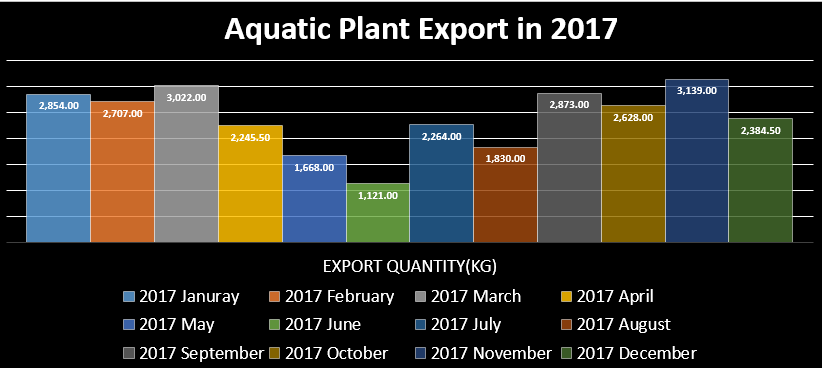 Aquatic Plant Export in 2017
2,854.00
2,707.00
3,022.00
2,245.50
1,668.00
1,121.00
2,264.00
1,830.00
2,873.00
2,628.00
3,139.00
2,384.50
EXPORT QUANTITY(KG)
2017 Januray 2017 February 2017 March 2017 April
2017 May 2017 June 2017 July 2017 August
2017 September 2017 October 2017 November 2017 December